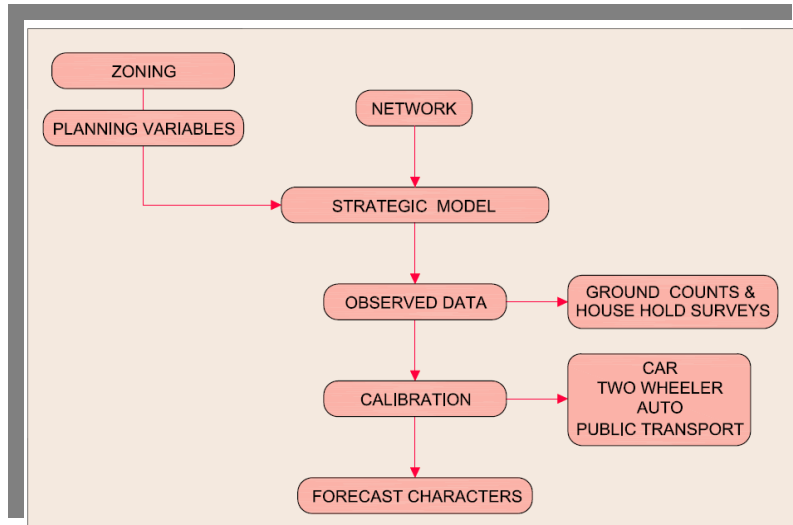 ZONING
PLANNING VARIABLES
NETWORK
STRATEGIC MODEL
OBSERVED DATA
GROUND COUNTS &
HOUSE HOLD SURVEYS
CALIBRATION
CAR
TWO WHEELER
AUTO
PUBLIC TRANSPORT
FORECAST CHARACTERS